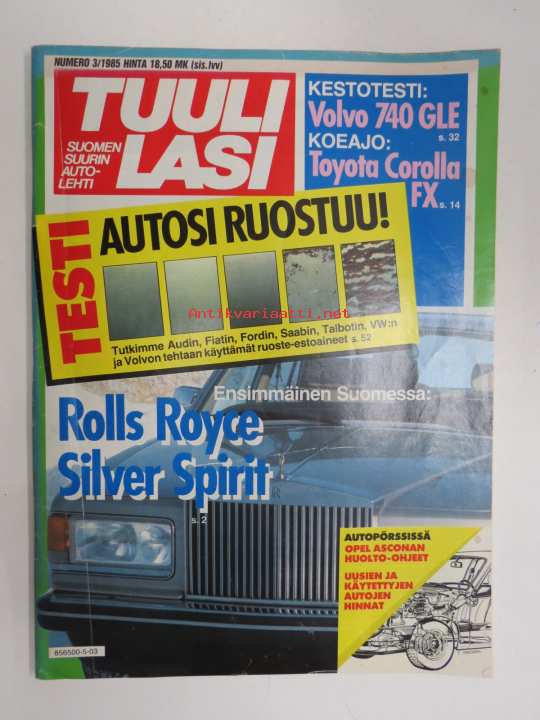 NUMERO 3/1985 HINTA 18,50 MK (sis.lvv)
TUULI
LASI
SUOMEN
SUURIN
AUTO-
LEHTI
KESTOTESTI:
Volvo 740 GLE
s. 32
KOEAJO:
Toyota Corolla
FX s. 14
TESTI
AUTOSI RUOSTUU!
Antikvariaatti.net
Tutkimme Audin, Fiatin, Fordin, Saabin, Talbotin, VW:n
ja Volvon tehtaan käyttämät ruoste-estoaineet s. 52
Ensimmäinen Suomessa:
Rolls Royce
Silver Spirit
s. 2
AUTOPÖRSSISSÄ
OPEL ASCONAN
HUOLTO-OHJEET
UUSIEN JA
KÄYTETTYJEN
AUTOJEN
HINNAT
656500-5-03